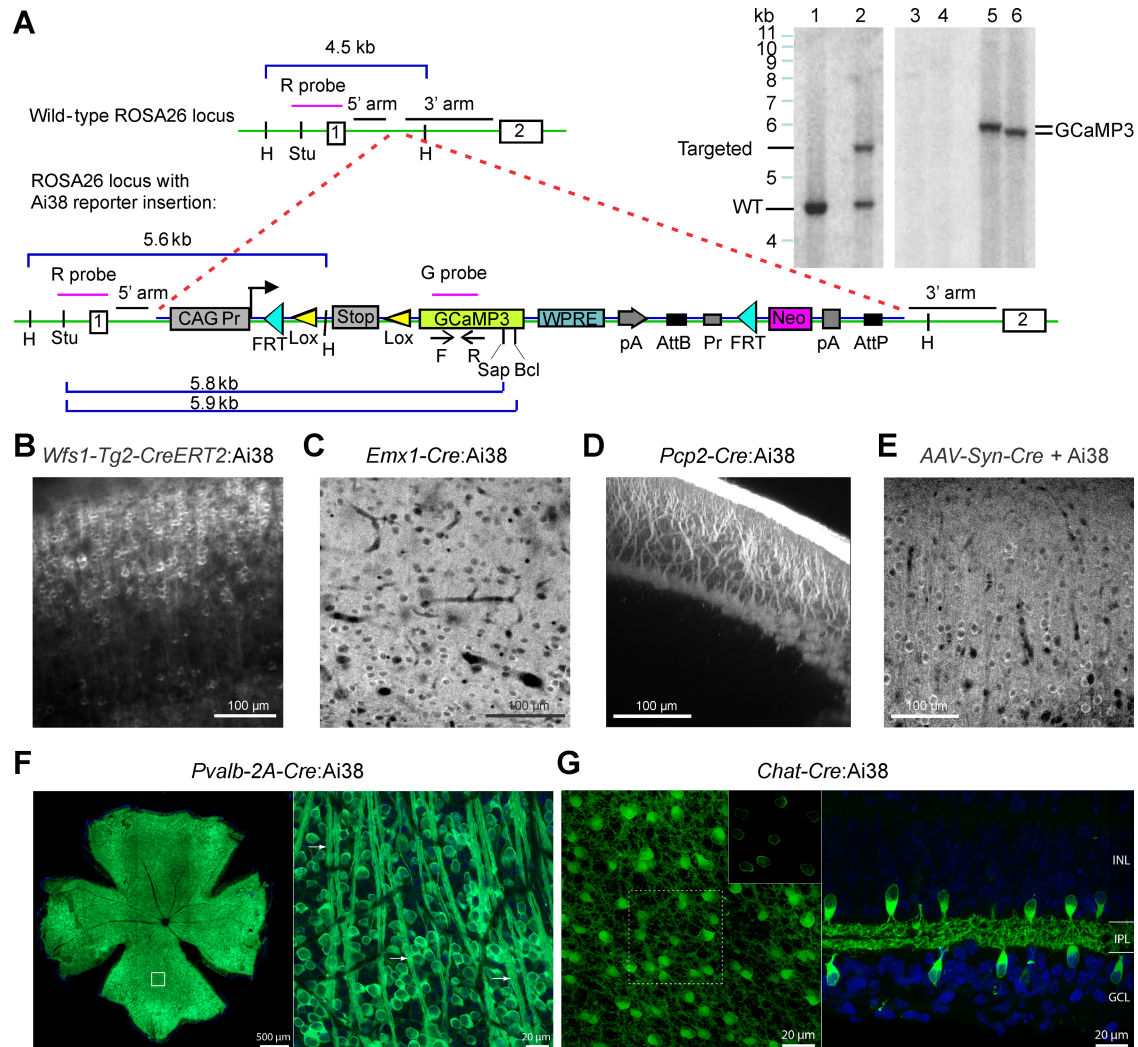 A
4.5 kb
R probe
5’ arm 3’ arm
Wild-type ROSA26 locus
1 2
H Stu H
ROSA26 locus with
Ai38 reporter insertion:
kb 1 2 3 4 5 6
11
10
9
8
7
6
5
4
Targeted
WT
GCaMP3
5.6 kb
R probe G probe
5’ arm 3’ arm
1 CAG Pr Stop GCaMP3 WPRE Neo 2
H Stu FRT Lox H Lox F R pA AttB Pr FRT pA AttP H
Sap Bcl
5.8 kb
5.9 kb
B Wfs1-Tg2-CreERT2:Ai38
100 µm
C Emx1-Cre:Ai38
100 µm
D Pcp2-Cre:Ai38
100 µm
E AAV-Syn-Cre + Ai38
100 µm
F Pvalb-2A-Cre:Ai38
500 µm
20 µm
G Chat-Cre:Ai38
20 µm
INL
IPL
GCL
20 µm